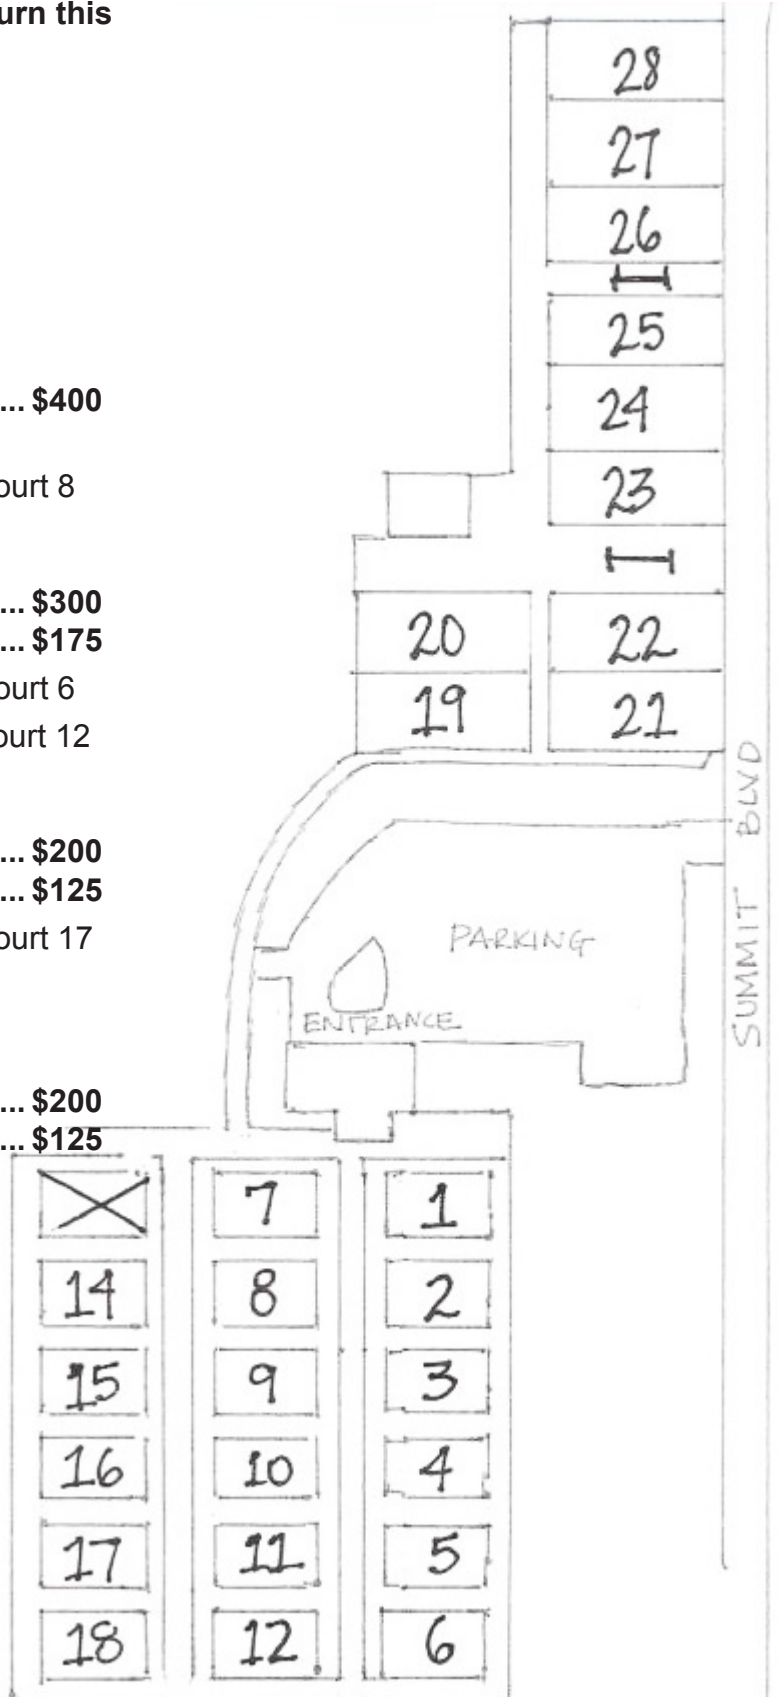 urn this
... $400
ourt 8
... $300
... $175
ourt 6
ourt 12
... $200
... $125
ourt 17
... $200
... $125
28
27
26
25
24
23
20 22
19 21
SUMMIT BLVD
PARKING
ENTRANCE
7 1
14 8 2
15 9 3
16 10 4
17 11 5
18 12 6